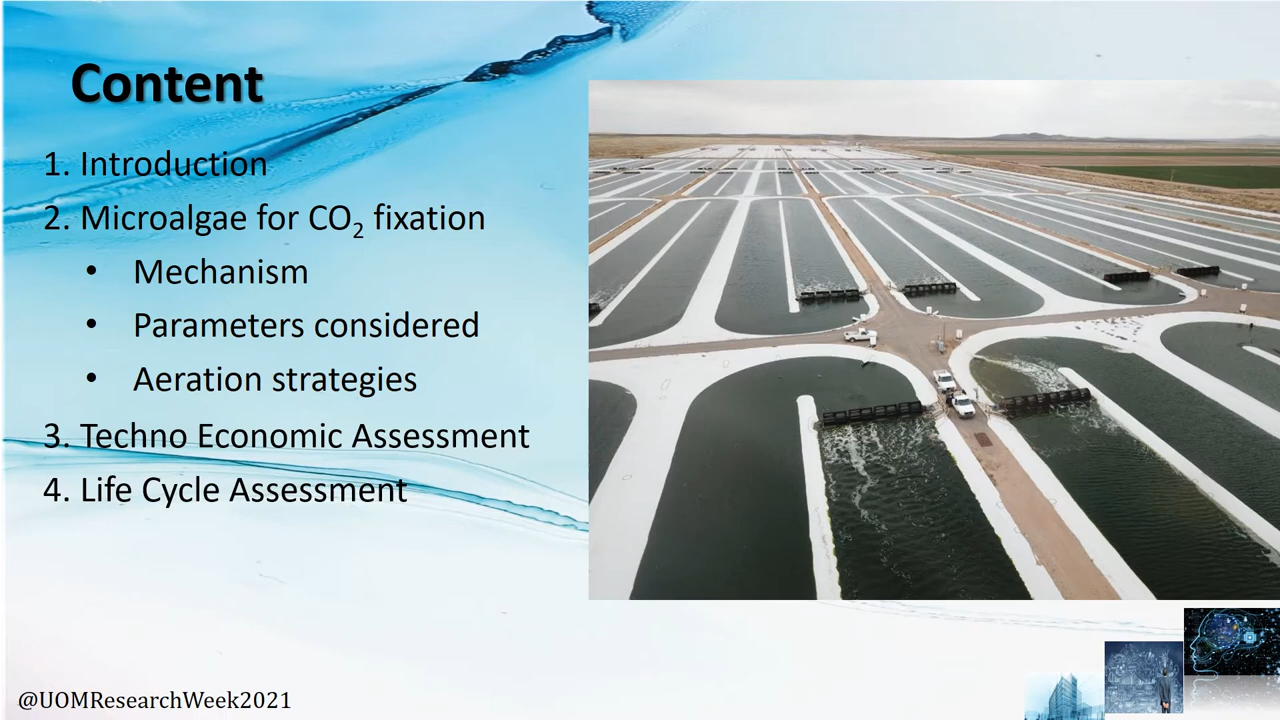 Content
1. Introduction
2. Microalgae for CO₂ fixation
• Mechanism
• Parameters considered
• Aeration strategies
3. Techno Economic Assessment
4. Life Cycle Assessment
@UOMResearchWeek2021